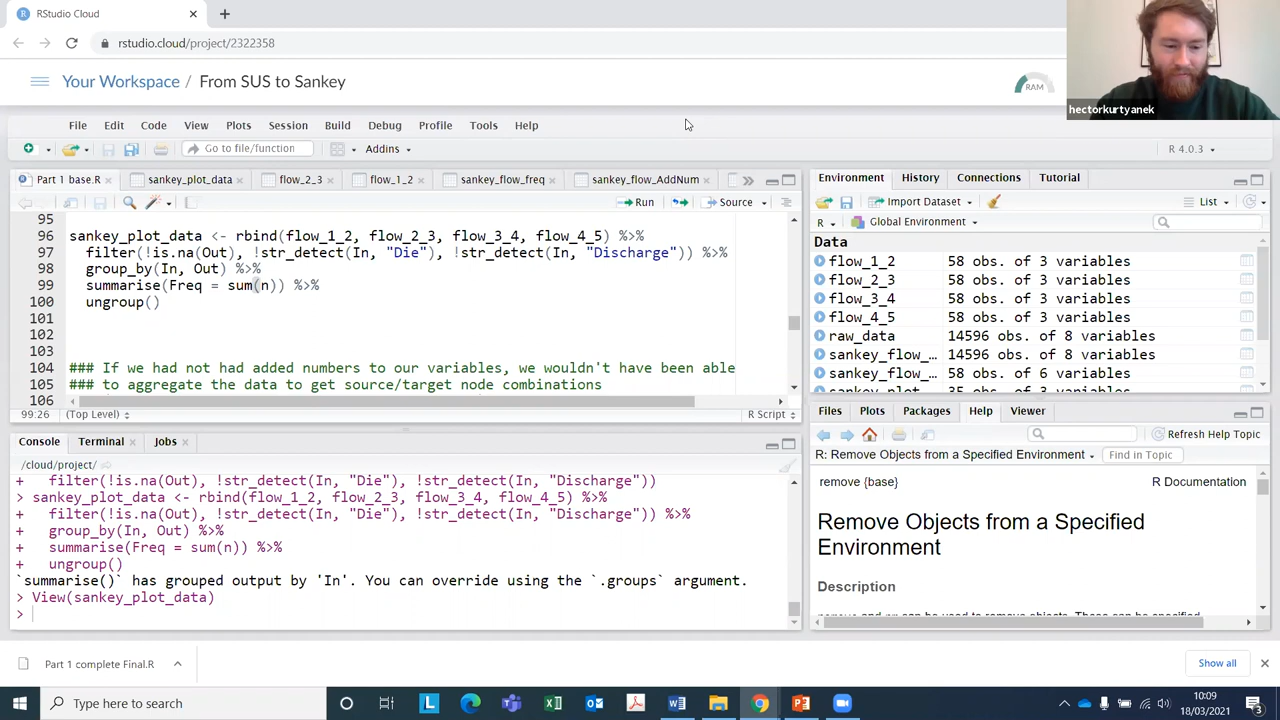 RStudio Cloud
rstudio.cloud/project/2322358
Your Workspace / From SUS to Sankey
RAM
hectorkurtyanek
File Edit Code View Plots Session Build Debug Profile Tools Help
Go to file/function
Addins
R 4.0.3
Part 1 base.R
sankey_plot_data
flow_2_3
flow_1_2
sankey_flow_freq
sankey_flow_AddNum
Run
Source
95
96 sankey_plot_data <- rbind(flow_1_2, flow_2_3, flow_3_4, flow_4_5) %>%
97 filter(!is.na(Out), !str_detect(In, "Die"), !str_detect(In, "Discharge")) %>%
98 group_by(In, Out) %>%
99 summarise(Freq = sum(n)) %>%
100 ungroup()
101
102
103
104 ### If we had not had added numbers to our variables, we wouldn't have been able
105 ### to aggregate the data to get source/target node combinations
106
99:26 (Top Level) R Script
Console Terminal Jobs
/cloud/project/
+ filter(!is.na(Out), !str_detect(In, "Die"), !str_detect(In, "Discharge"))
> sankey_plot_data <- rbind(flow_1_2, flow_2_3, flow_3_4, flow_4_5) %>%
+ filter(!is.na(Out), !str_detect(In, "Die"), !str_detect(In, "Discharge")) %>%
+ group_by(In, Out) %>%
+ summarise(Freq = sum(n)) %>%
+ ungroup()
`summarise()` has grouped output by 'In'. You can override using the `.groups` argument.
> View(sankey_plot_data)
>
Environment History Connections Tutorial
Import Dataset
List
R Global Environment
Data
flow_1_2 58 obs. of 3 variables
flow_2_3 58 obs. of 3 variables
flow_3_4 58 obs. of 3 variables
flow_4_5 58 obs. of 3 variables
raw_data 14596 obs. of 8 variables
sankey_flow_… 14596 obs. of 8 variables
sankey_flow_… 58 obs. of 6 variables
Files Plots Packages Help Viewer
Refresh Help Topic
R: Remove Objects from a Specified Environment
Find in Topic
remove {base} R Documentation
Remove Objects from a Specified
Environment
Description
Part 1 complete Final.R
Show all
Type here to search
10:09
18/03/2021
3